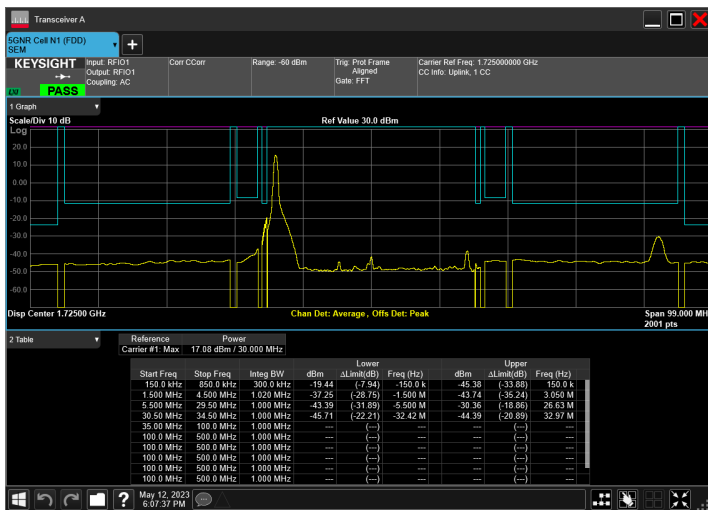 Transceiver A
5GNR Cell N1 (FDD)
SEM
KEYSIGHT
PASS
Input: RFIO1
Output: RFIO1
Coupling: AC
Corr CCorr
Range: -60 dBm
Trig: Prot Frame
Aligned
Gate: FFT
Carrier Ref Freq: 1.725000000 GHz
CC Info: Uplink, 1 CC
1 Graph
Scale/Div 10 dB
Ref Value 30.0 dBm
Log
20.0
10.0
0.00
-10.0
-20.0
-30.0
-40.0
-50.0
-60.0
Disp Center 1.72500 GHz
Chan Det: Average, Offs Det: Peak
Span 99.000 MH
2001 pts
2 Table
Reference Power
Carrier #1: Max 17.08 dBm / 30.000 MHz
Lower Upper
Start Freq Stop Freq Integ BW dBm ΔLimit(dB) Freq (Hz) dBm ΔLimit(dB) Freq (Hz)
150.0 kHz 850.0 kHz 300.0 kHz -19.44 (-7.94) -150.0 k -45.38 (-33.88) 150.0 k
1.500 MHz 4.500 MHz 1.020 MHz -37.25 (-28.75) -1.500 M -43.74 (-35.24) 3.050 M
5.500 MHz 29.50 MHz 1.000 MHz -43.39 (-31.89) -5.500 M -30.36 (-18.86) 26.63 M
30.50 MHz 34.50 MHz 1.000 MHz -45.71 (-22.21) -32.42 M -44.39 (-20.89) 32.97 M
35.00 MHz 100.0 MHz 1.000 MHz --- (---) --- --- (---) ---
100.0 MHz 500.0 MHz 1.000 MHz --- (---) --- --- (---) ---
100.0 MHz 500.0 MHz 1.000 MHz --- (---) --- --- (---) ---
100.0 MHz 500.0 MHz 1.000 MHz --- (---) --- --- (---) ---
100.0 MHz 500.0 MHz 1.000 MHz --- (---) --- --- (---) ---
100.0 MHz 500.0 MHz 1.000 MHz --- (---) --- --- (---) ---
May 12, 2023
6:07:37 PM